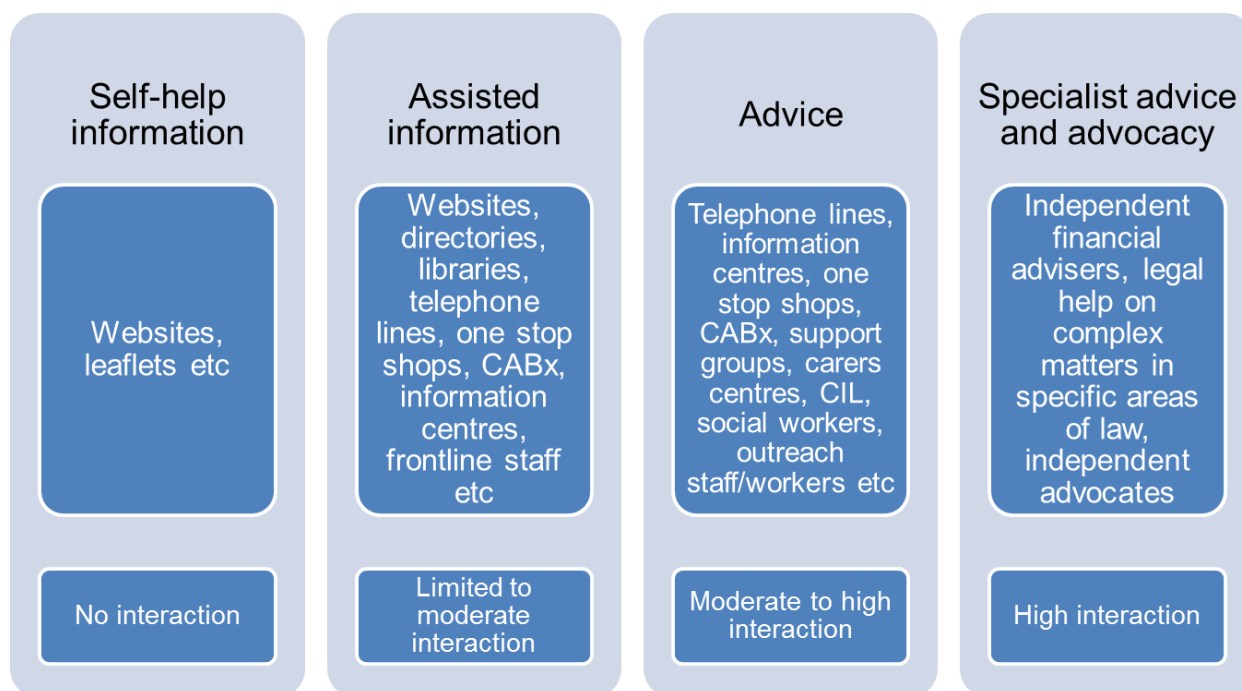 Self-help
information
Websites,
leaflets etc
No interaction
Assisted
information
Websites,
directories,
libraries,
telephone
lines, one stop
shops, CABx,
information
centres,
frontline staff
etc
Limited to
moderate
interaction
Advice
Telephone lines,
information
centres, one
stop shops,
CABx, support
groups, carers
centres, CIL,
social workers,
outreach
staff/workers etc
Moderate to high
interaction
Specialist advice
and advocacy
Independent
financial
advisers, legal
help on
complex
matters in
specific areas
of law,
independent
advocates
High interaction